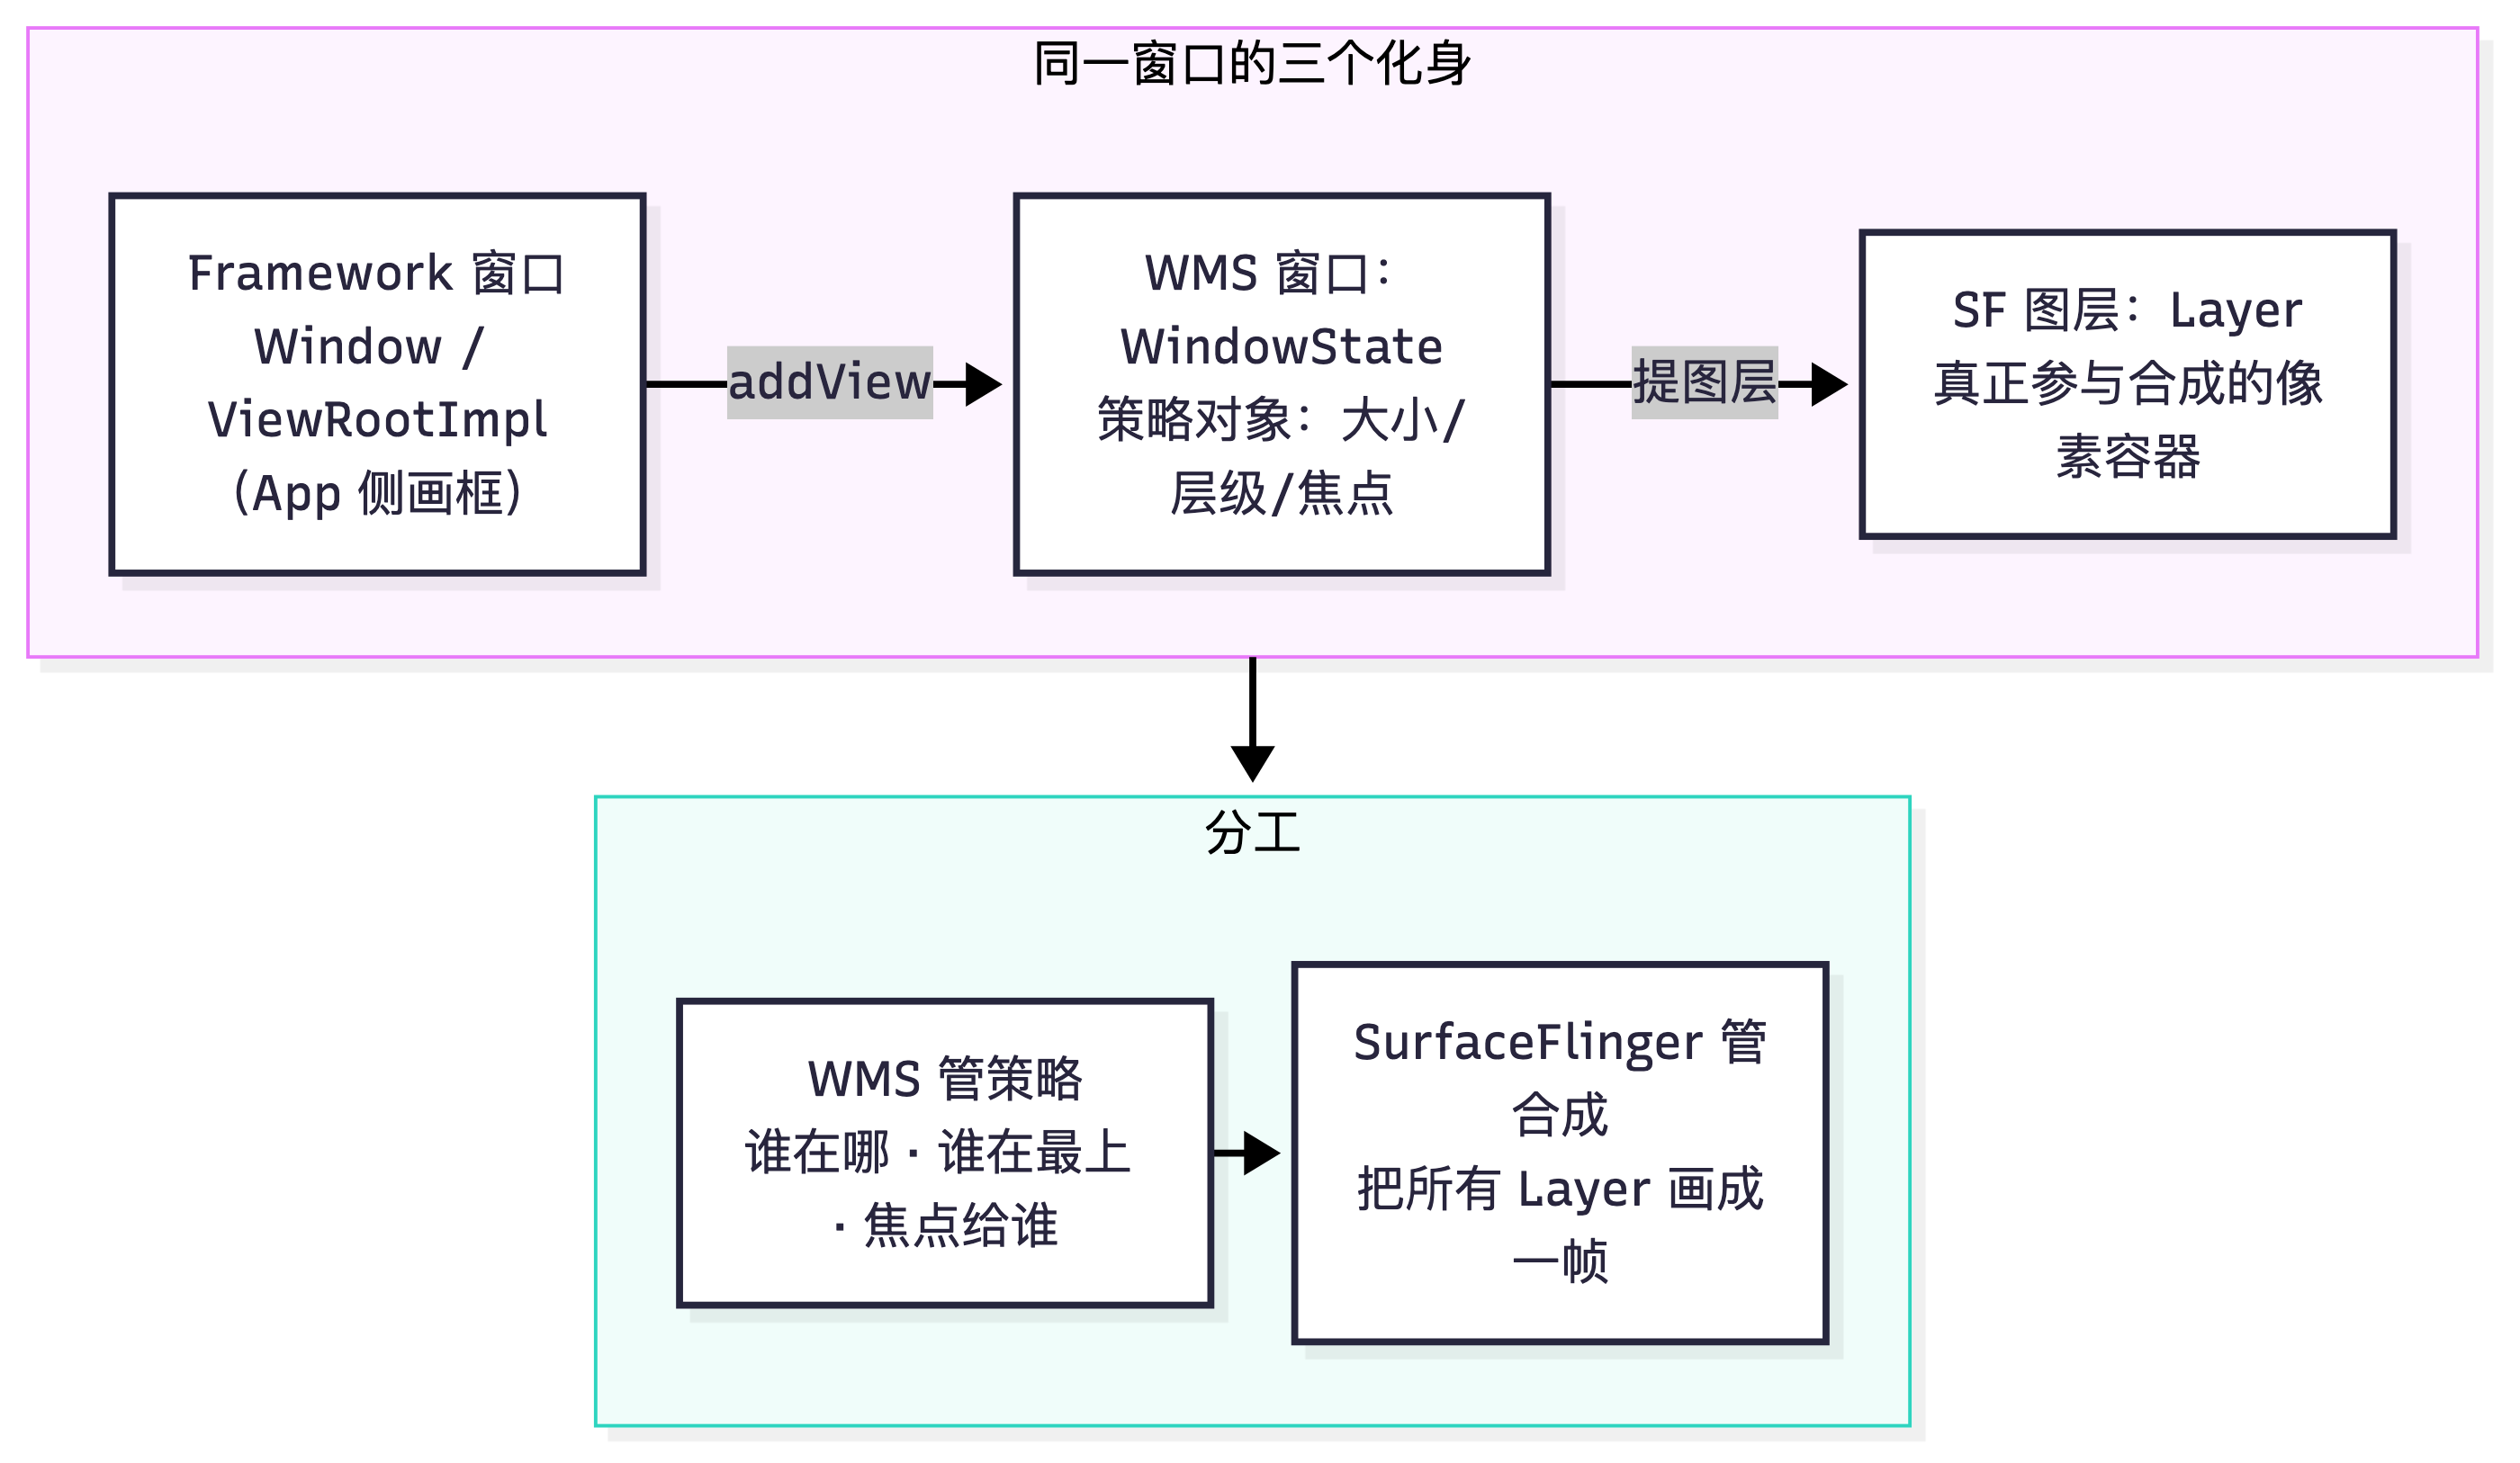 同一窗口的三个化身
Framework 窗口
Window /
ViewRootImpl
(App 侧画框)
addView
WMS 窗口：
WindowState
策略对象：大小/
层级/焦点
提图层
SF 图层：Layer
真正参与合成的像
素容器
分工
WMS 管策略
谁在哪 · 谁在最上
· 焦点给谁
SurfaceFlinger 管
合成
把所有 Layer 画成
一帧